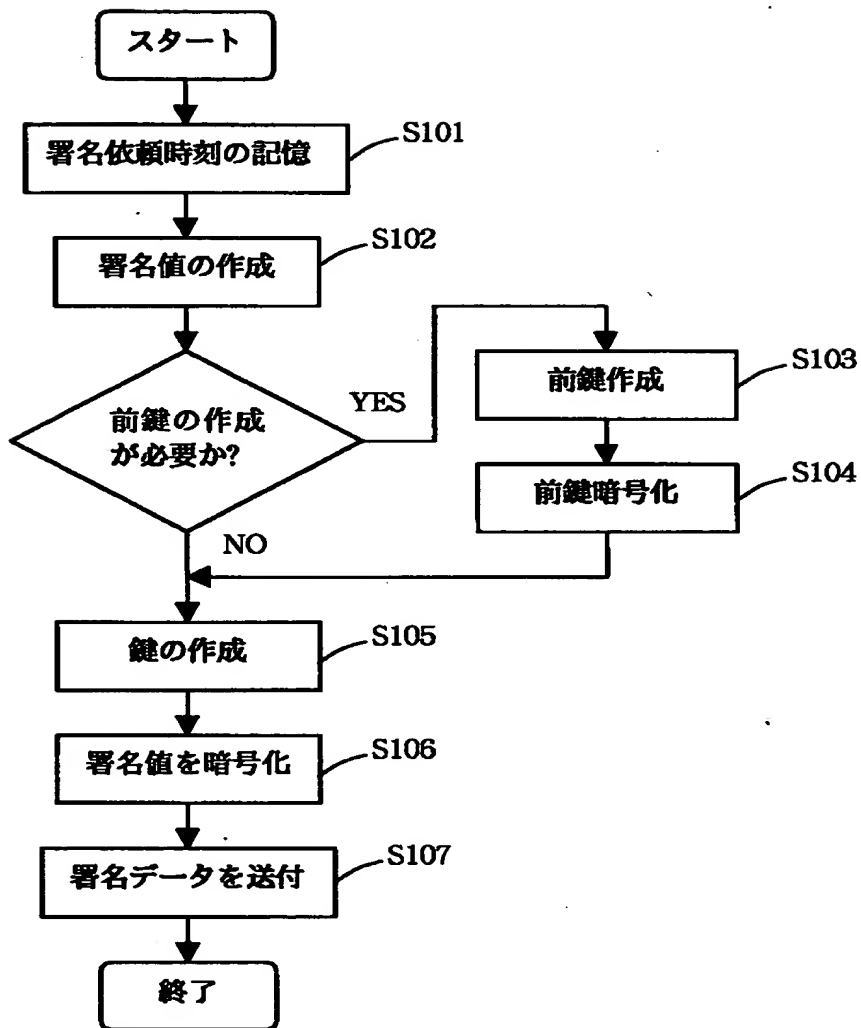 スタート
署名依頼時刻の記憶
S101
署名値の作成
S102
前鍵の作成
が必要か?
YES
前鍵作成
S103
前鍵暗号化
S104
NO
鍵の作成
S105
署名値を暗号化
S106
署名データを送付
S107
終了